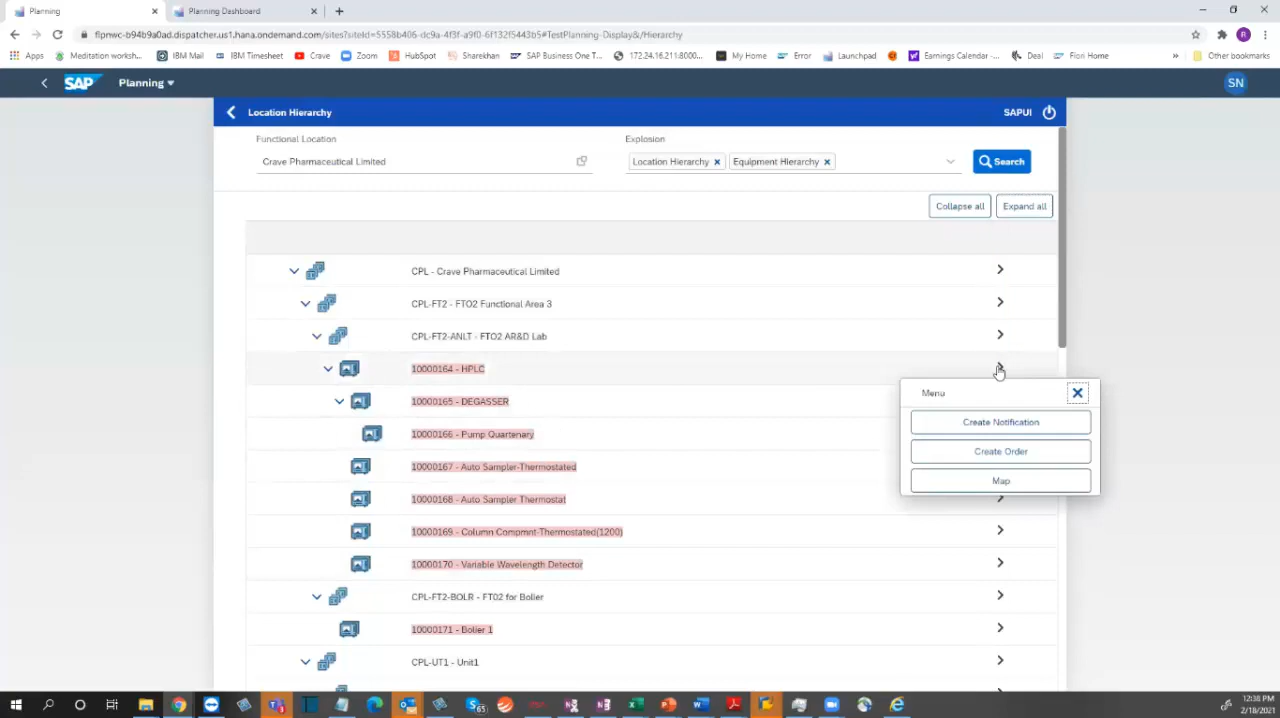 Planning
Planning Dashboard
flpnwc-b94b9a0ad.dispatcher.us1.hana.ondemand.com/sites?siteId=5558b406-dc9a-4f3f-a9f0-6f132f5443b5#TestPlanning-Display&/Hierarchy
Apps Meditation worksh... IBM Mail IBM Timesheet Crave Zoom HubSpot Sharekhan SAP Business One T... 172.24.16.211:8000... My Home Error Launchpad Earnings Calendar -... Deal Fiori Home » Other bookmarks
SAP Planning SN
Location Hierarchy SAPUI
Functional Location Explosion
Crave Pharmaceutical Limited Location Hierarchy Equipment Hierarchy Search
Collapse all Expand all
CPL - Crave Pharmaceutical Limited
CPL-FT2 - FTO2 Functional Area 3
CPL-FT2-ANLT - FTO2 AR&D Lab
10000164 - HPLC
Menu
10000165 - DEGASSER
Create Notification
10000166 - Pump Quartenary
Create Order
10000167 - Auto Sampler-Thermostated
Map
10000168 - Auto Sampler Thermostat
10000169 - Column Compmnt-Thermostated(1200)
10000170 - Variable Wavelength Detector
CPL-FT2-BOLR - FT02 for Bolier
10000171 - Bolier 1
CPL-UT1 - Unit1
12:38 PM
2/18/2021